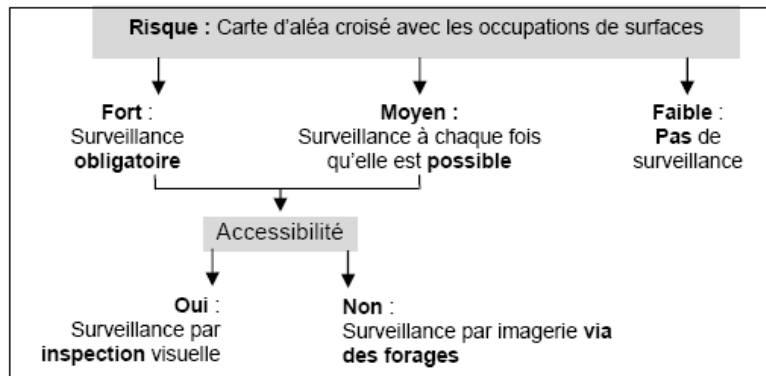 Risque : Carte d'aléa croisé avec les occupations de surfaces
Fort :
Surveillance
obligatoire
Moyen :
Surveillance à chaque fois
qu'elle est possible
Faible :
Pas de
surveillance
Accessibilité
Oui :
Surveillance par
inspection visuelle
Non :
Surveillance par imagerie via
des forages